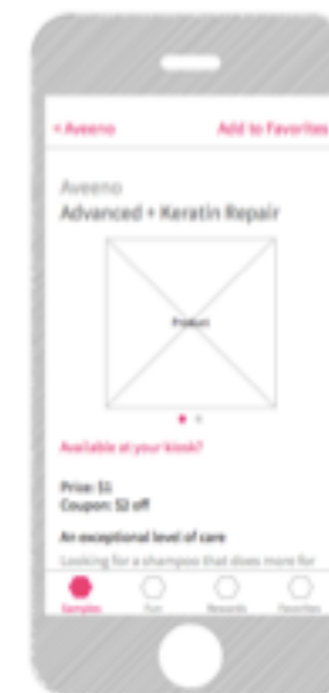 < Aveeno Add to Favorites
Aveeno
Advanced + Keratin Repair
Product
Available at your kiosk?
Price: $1
Coupon: $2 off
An exceptional level of care
Looking for a shampoo that does more for
Samples Fun Rewards Favorites